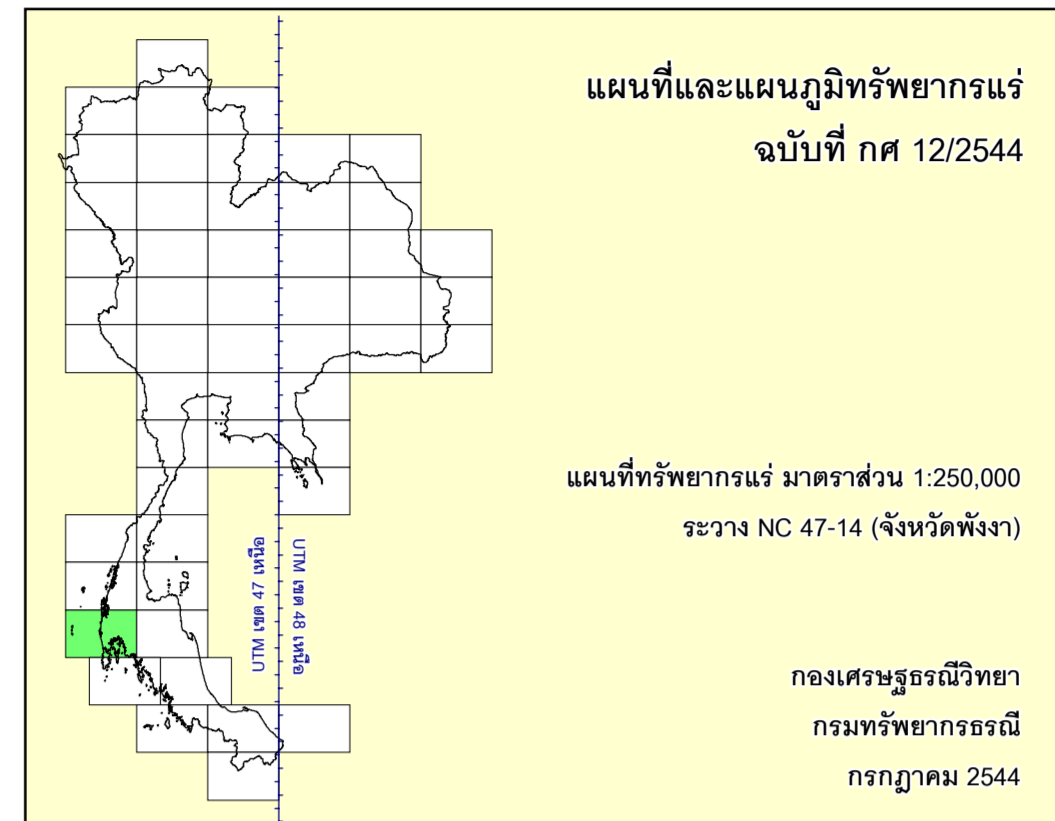 แผนที่และแผนภูมิทรัพยากรแร่
ฉบับที่ กศ 12/2544
แผนที่ทรัพยากรแร่ มาตราส่วน 1:250,000
ระวาง NC 47-14 (จังหวัดพังงา)
UTM เขต 47 เหนือ
UTM เขต 48 เหนือ
กองเศรษฐธรณีวิทยา
กรมทรัพยากรธรณี
กรกฎาคม 2544